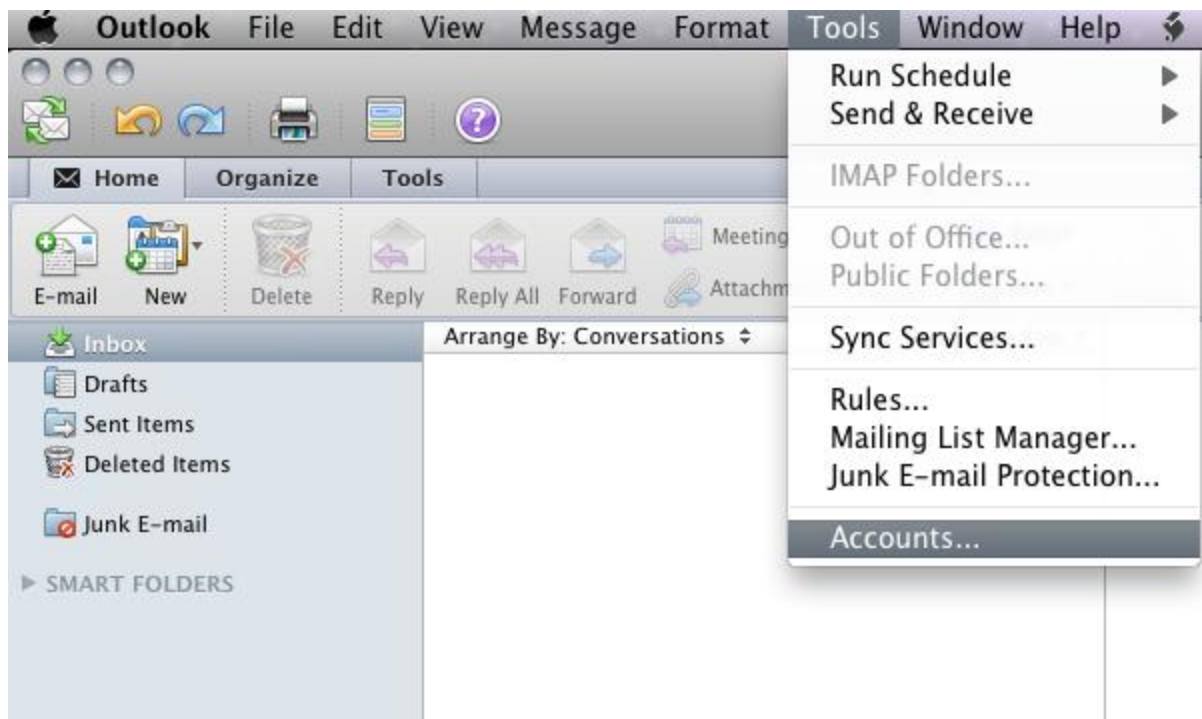 Outlook File Edit View Message Format Tools Window Help
Run Schedule
Send & Receive
IMAP Folders...
Out of Office...
Public Folders...
Sync Services...
Rules...
Mailing List Manager...
Junk E-mail Protection...
Accounts...
?
Home Organize Tools
E-mail New Delete Reply Reply All Forward
Meeting
Attachm
Inbox
Drafts
Sent Items
Deleted Items
Junk E-mail
SMART FOLDERS
Arrange By: Conversations